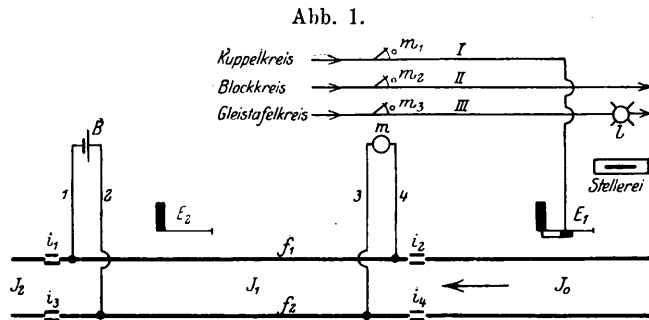 Abb. 1.
Kuppelkreis m₁ I
Blockkreis m₂ II
Gleistafelkreis m₃ III
l
B m
1 2 3 4
Stellerei
E₂ E₁
i₁ f₁ i₂
J₂ J₁ J₀
i₃ f₂ i₄